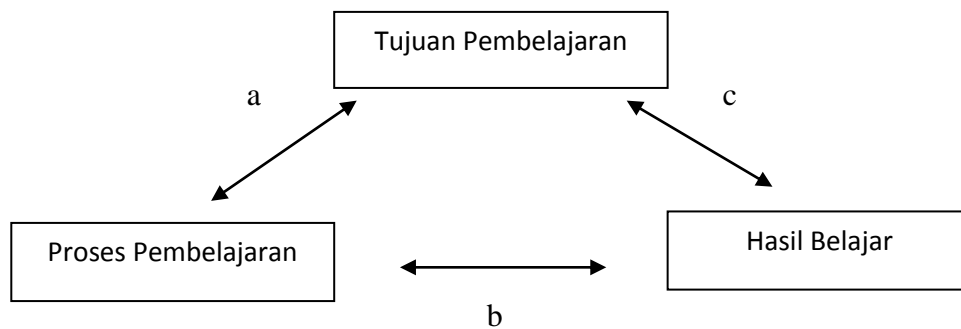 Tujuan Pembelajaran
a
c
Proses Pembelajaran
Hasil Belajar
b